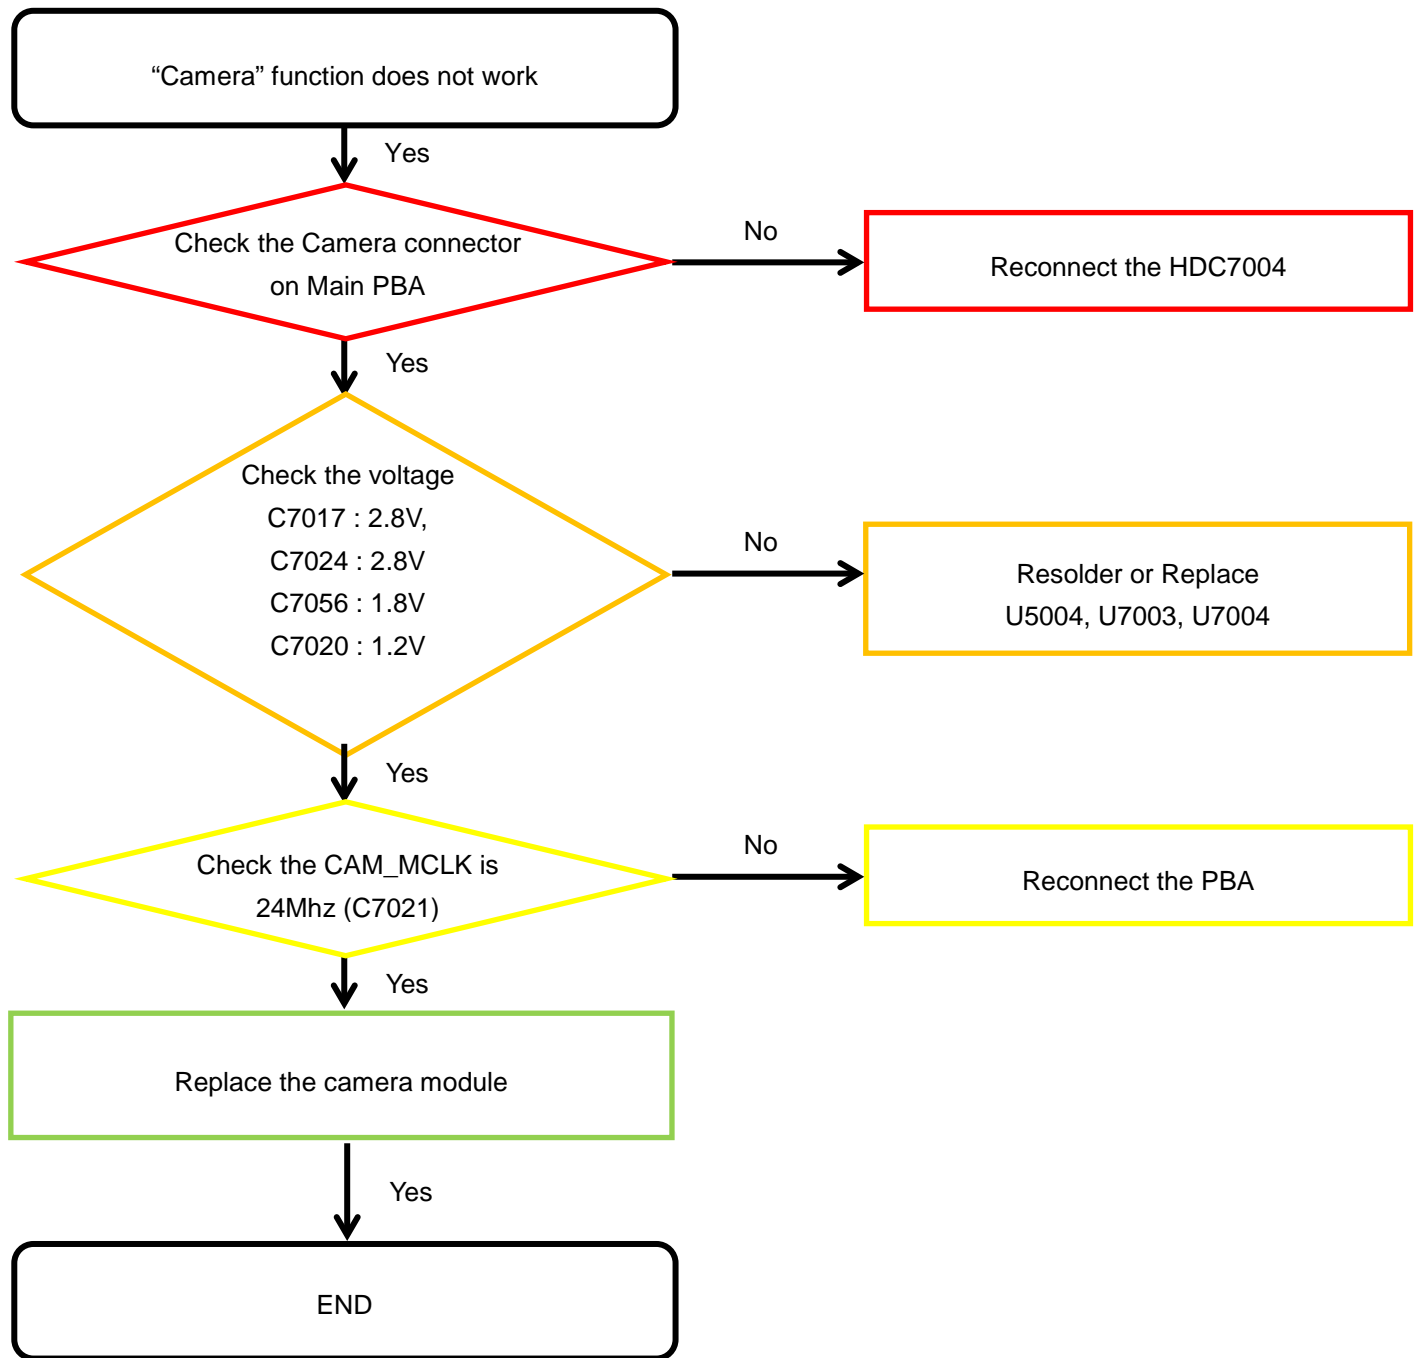 “Camera” function does not work
Yes
Check the Camera connector
on Main PBA
No
Reconnect the HDC7004
Yes
Check the voltage
C7017 : 2.8V,
C7024 : 2.8V
C7056 : 1.8V
C7020 : 1.2V
No
Resolder or Replace
U5004, U7003, U7004
Yes
Check the CAM_MCLK is
24Mhz (C7021)
No
Reconnect the PBA
Yes
Replace the camera module
Yes
END